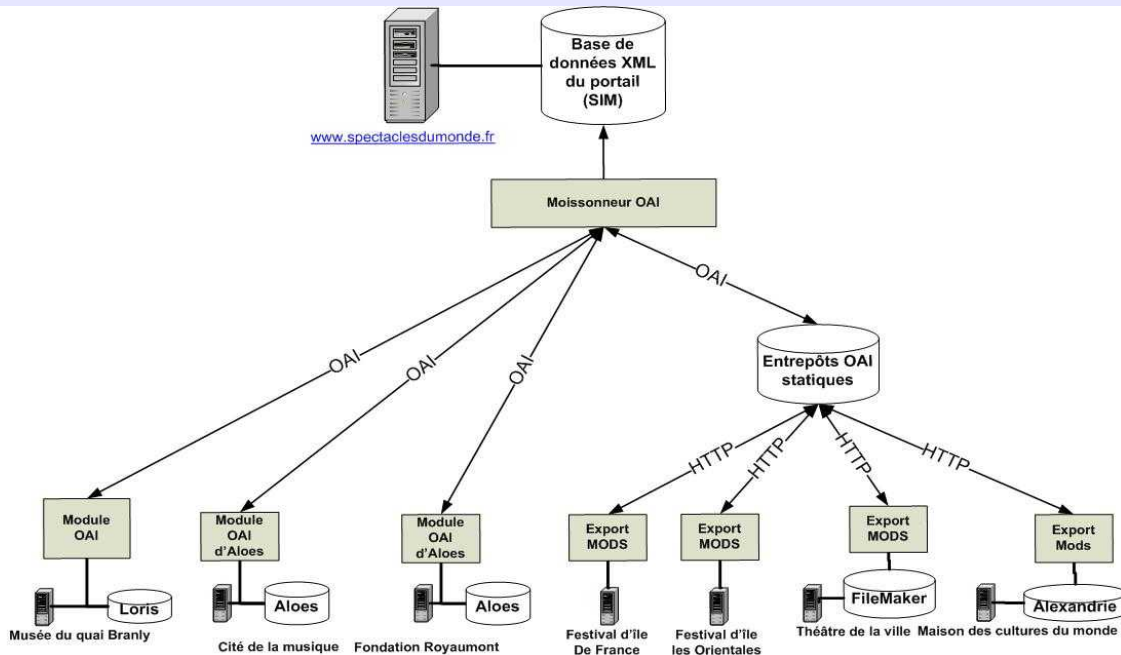 Base de
données XML
du portail
(SIM)
www.spectaclesdumonde.fr
Moissonneur OAI
OAI
OAI
OAI
OAI
Entrepôts OAI
statiques
HTTP
HTTP
HTTP
HTTP
Module
OAI
Module
OAI
d'Aloes
Module
OAI
d'Aloes
Export
MODS
Export
MODS
Export
MODS
Export
Mods
Loris
Aloes
Aloes
FileMaker
Alexandrie
Musée du quai Branly
Cité de la musique
Fondation Royaumont
Festival d'île
De France
Festival d'île
les Orientales
Théâtre de la ville
Maison des cultures du monde